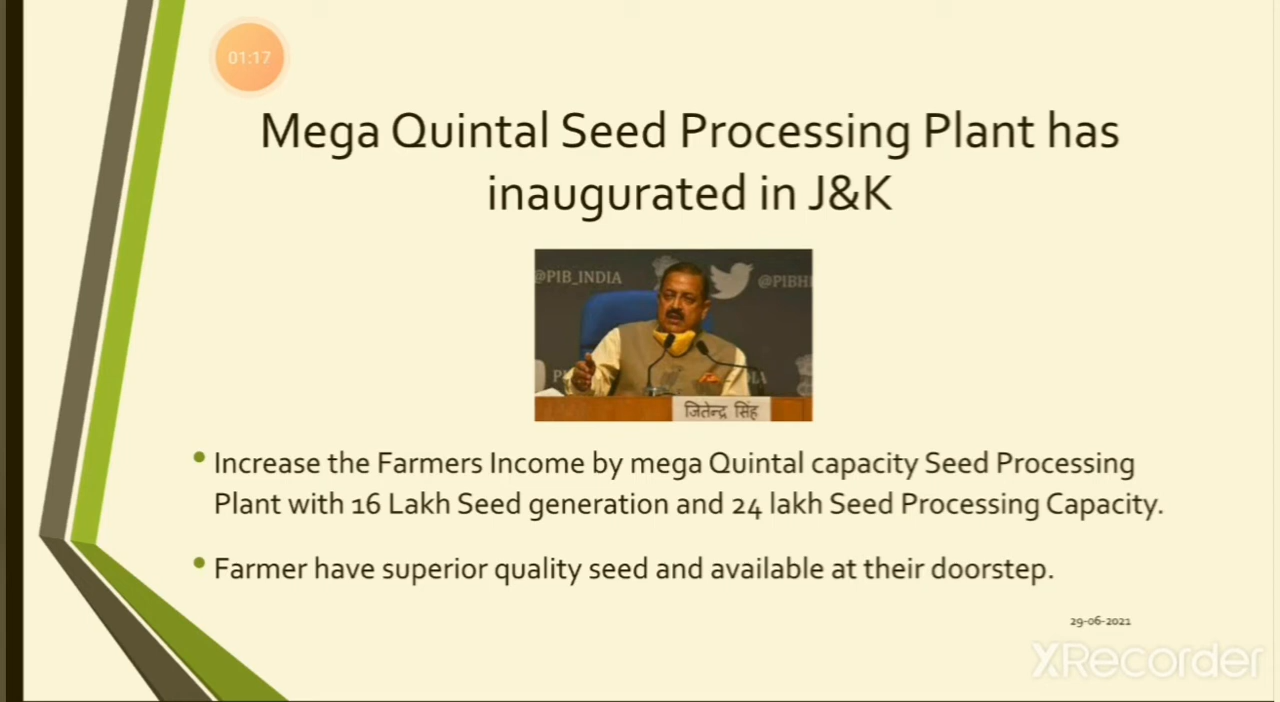 01:17
Mega Quintal Seed Processing Plant has
inaugurated in J&K
@PIB_INDIA
@PIBHI
जितेन्द्र सिंह
• Increase the Farmers Income by mega Quintal capacity Seed Processing
Plant with 16 Lakh Seed generation and 24 lakh Seed Processing Capacity.
• Farmer have superior quality seed and available at their doorstep.
29-06-2021
XRecorder